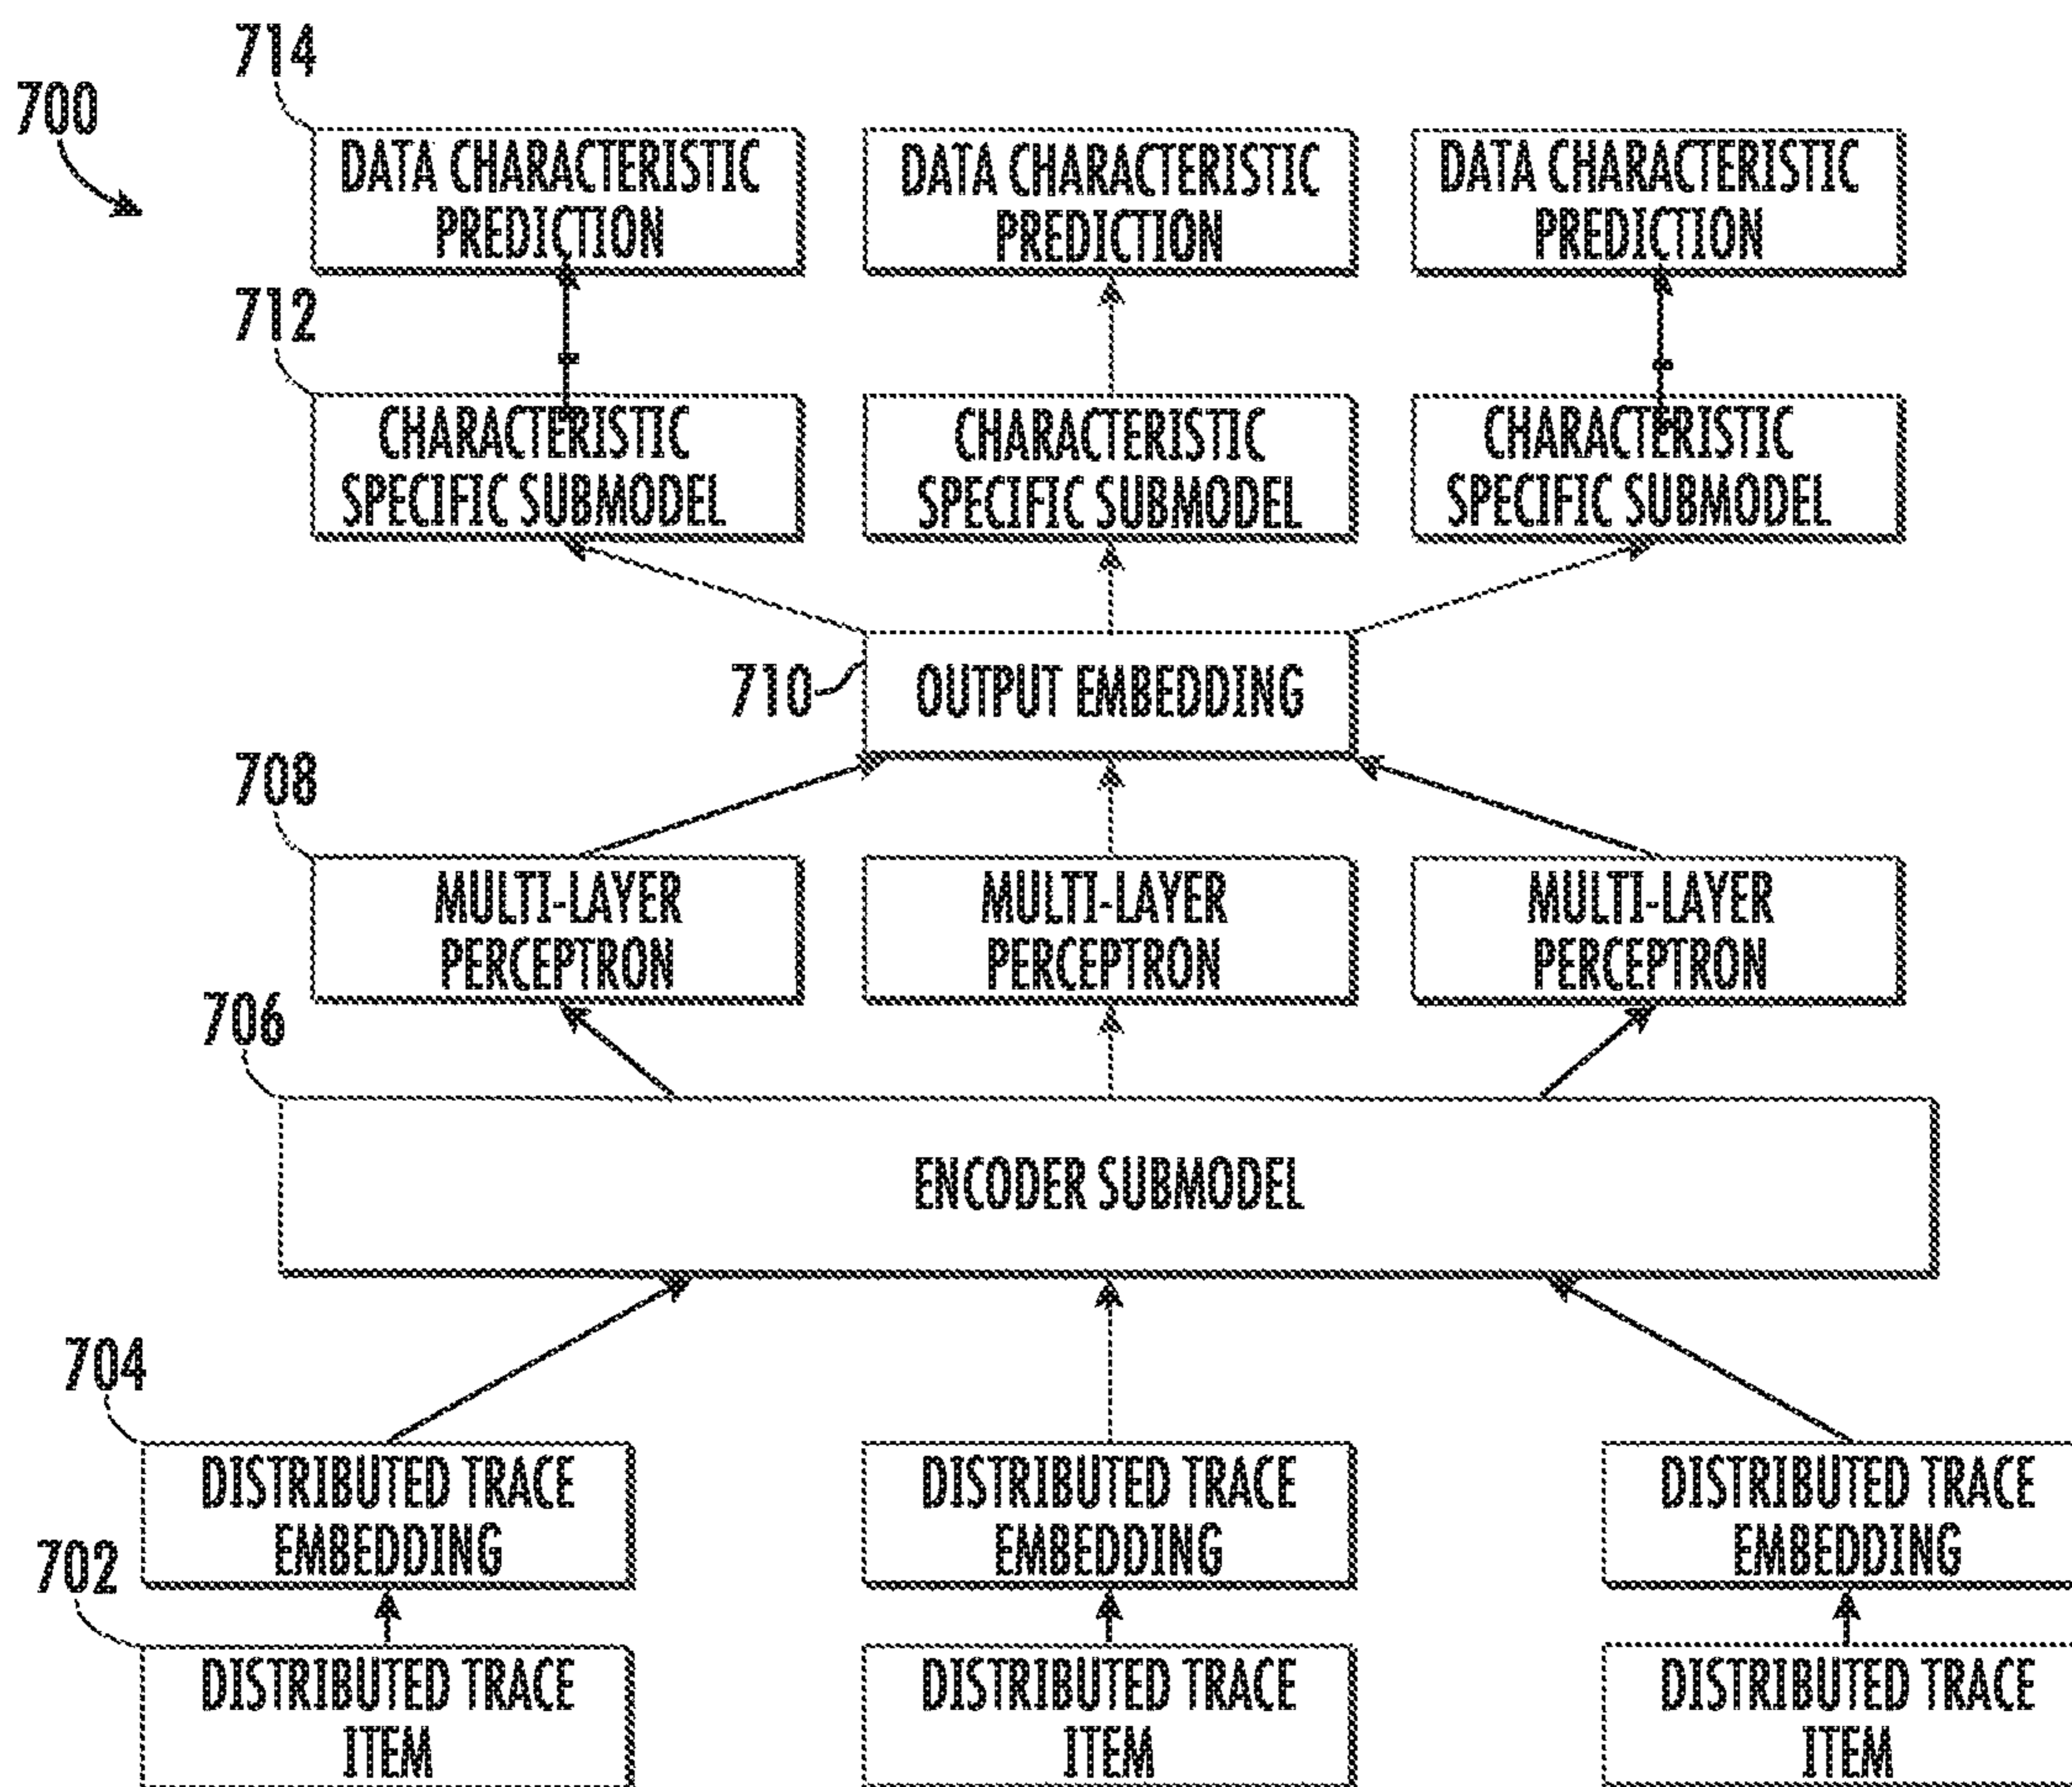 714
700
DATA CHARACTERISTIC
PREDICTION
DATA CHARACTERISTIC
PREDICTION
DATA CHARACTERISTIC
PREDICTION
712
CHARACTERISTIC
SPECIFIC SUBMODEL
CHARACTERISTIC
SPECIFIC SUBMODEL
CHARACTERISTIC
SPECIFIC SUBMODEL
710
OUTPUT EMBEDDING
708
MULTI-LAYER
PERCEPTRON
MULTI-LAYER
PERCEPTRON
MULTI-LAYER
PERCEPTRON
706
ENCODER SUBMODEL
704
DISTRIBUTED TRACE
EMBEDDING
DISTRIBUTED TRACE
EMBEDDING
DISTRIBUTED TRACE
EMBEDDING
702
DISTRIBUTED TRACE
ITEM
DISTRIBUTED TRACE
ITEM
DISTRIBUTED TRACE
ITEM